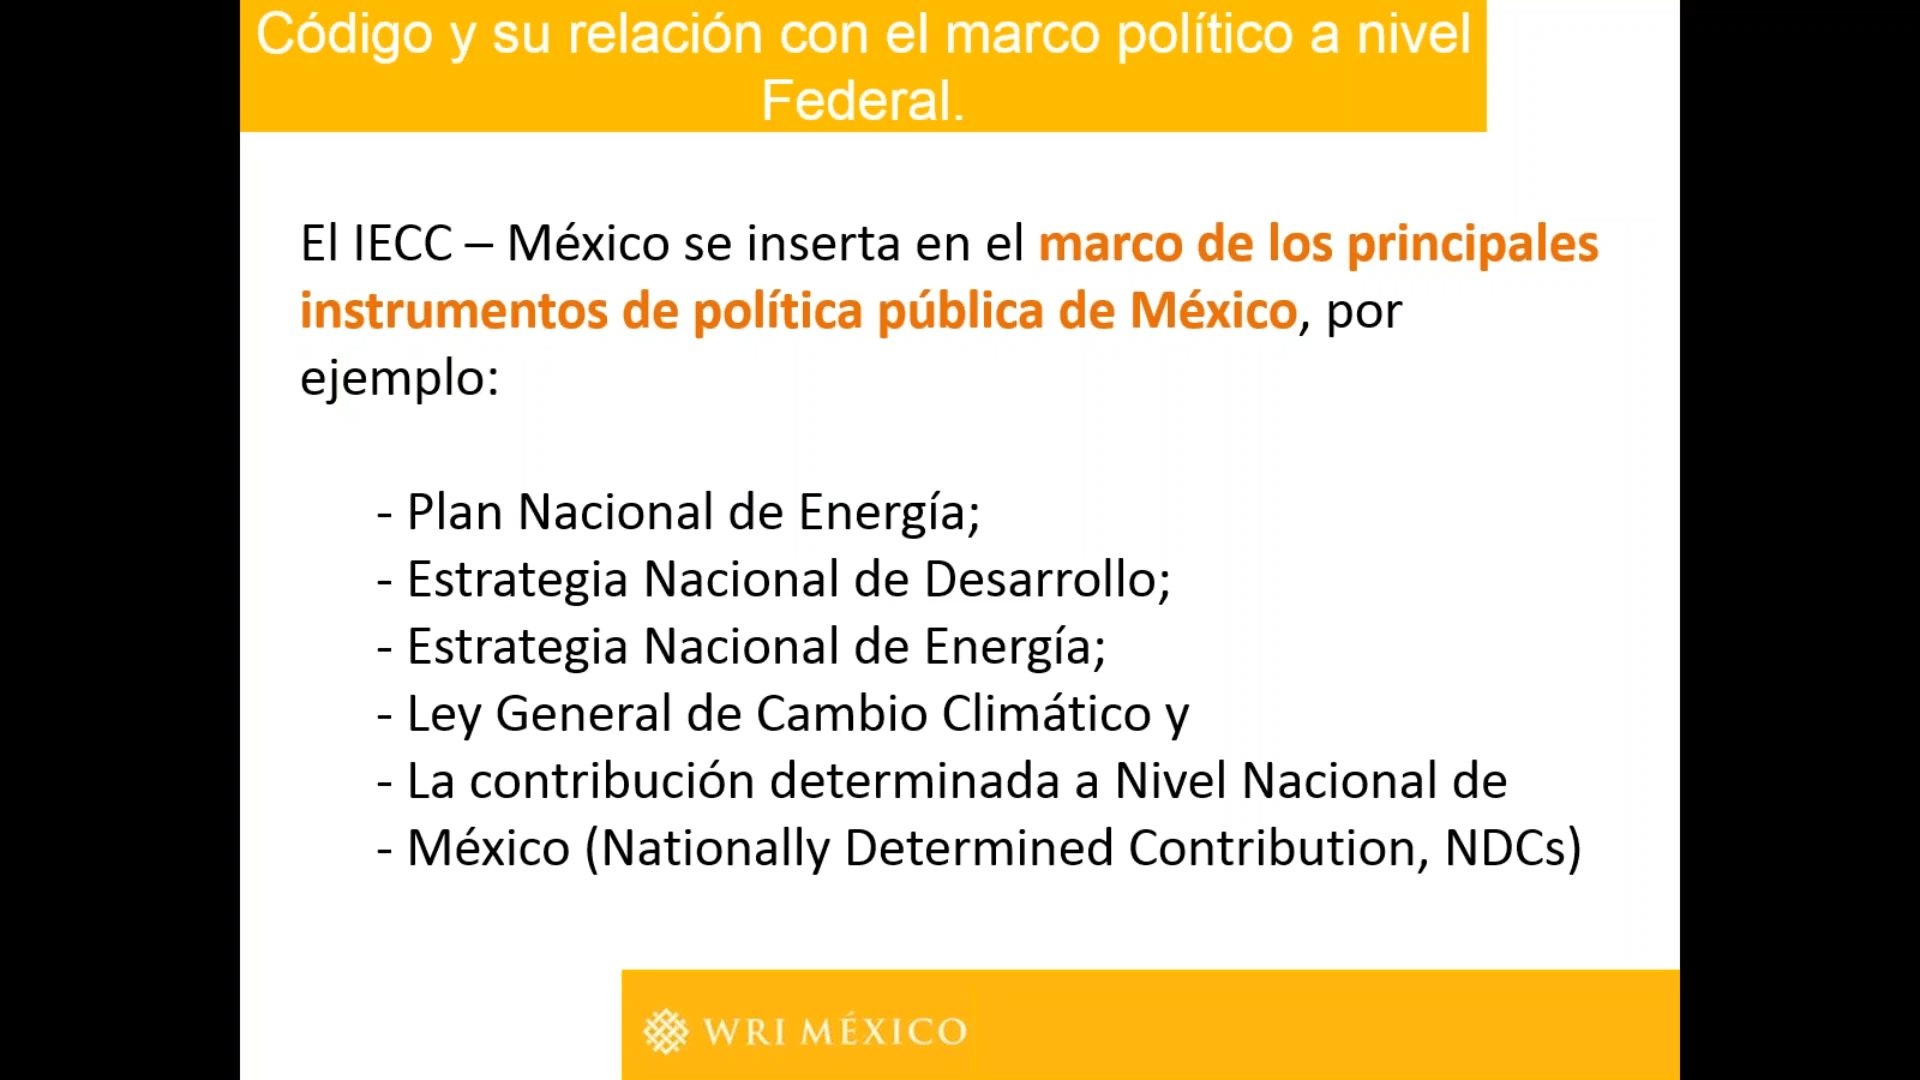 Código y su relación con el marco político a nivel
Federal.
El IECC – México se inserta en el marco de los principales
instrumentos de política pública de México, por
ejemplo:
- Plan Nacional de Energía;
- Estrategia Nacional de Desarrollo;
- Estrategia Nacional de Energía;
- Ley General de Cambio Climático y
- La contribución determinada a Nivel Nacional de
- México (Nationally Determined Contribution, NDCs)
WRI MÉXICO